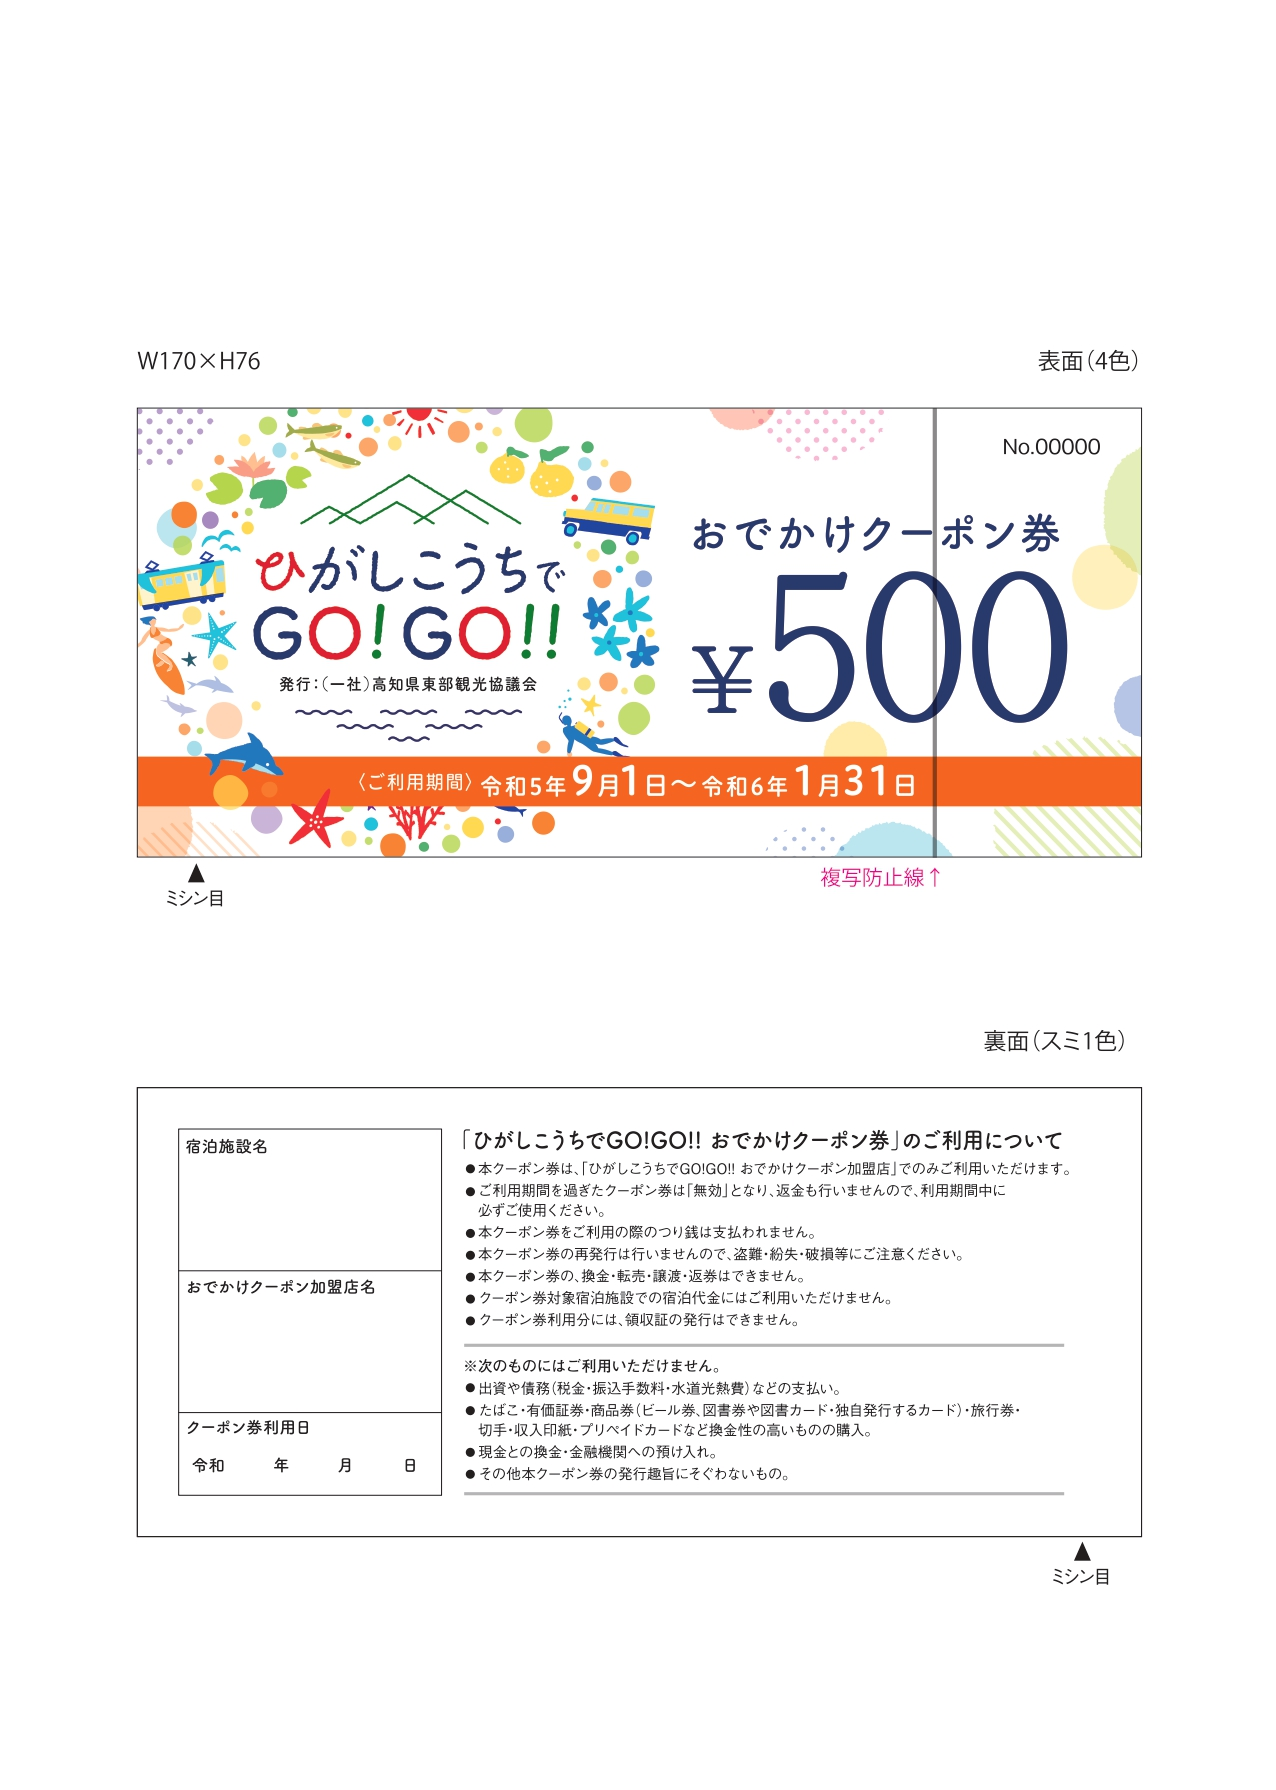 W170×H76
表面（4色）
No.00000
ひがしこうちで
GO!GO!!
発行：（一社）高知県東部観光協議会
おでかけクーポン券
¥500
〈ご利用期間〉令和5年9月1日～令和6年1月31日
ミシン目
複写防止線↑
裏面（スミ1色）
宿泊施設名
おでかけクーポン加盟店名
クーポン券利用日
令和　年　月　日
「ひがしこうちでGO!GO!! おでかけクーポン券」のご利用について
●本クーポン券は、「ひがしこうちでGO!GO!! おでかけクーポン加盟店」でのみご利用いただけます。
●ご利用期間を過ぎたクーポン券は「無効」となり、返金も行いませんので、利用期間中に
必ずご使用ください。
●本クーポン券をご利用の際のつり銭は支払われません。
●本クーポン券の再発行は行いませんので、盗難・紛失・破損等にご注意ください。
●本クーポン券の、換金・転売・譲渡・返券はできません。
●クーポン券対象宿泊施設での宿泊代金にはご利用いただけません。
●クーポン券利用分には、領収証の発行はできません。
※次のものにはご利用いただけません。
●出資や債務（税金・振込手数料・水道光熱費）などの支払い。
●たばこ・有価証券・商品券（ビール券、図書券や図書カード・独自発行するカード）・旅行券・
切手・収入印紙・プリペイドカードなど換金性の高いものの購入。
●現金との換金・金融機関への預け入れ。
●その他本クーポン券の発行趣旨にそぐわないもの。
ミシン目